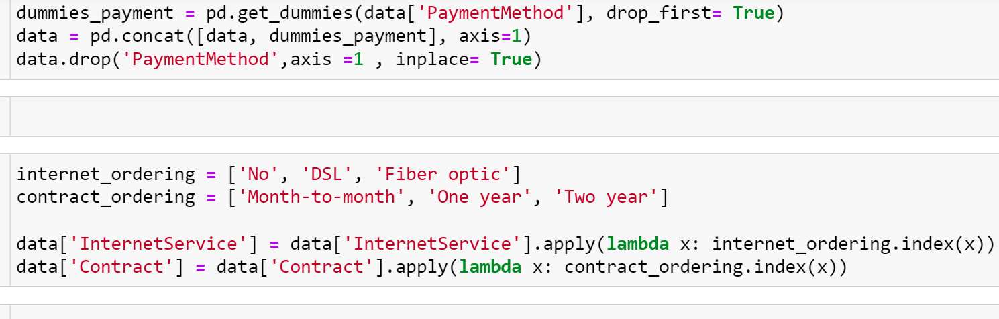 dummies_payment = pd.get_dummies(data['PaymentMethod'], drop_first= True)
data = pd.concat([data, dummies_payment], axis=1)
data.drop('PaymentMethod',axis =1 , inplace= True)
internet_ordering = ['No', 'DSL', 'Fiber optic']
contract_ordering = ['Month-to-month', 'One year', 'Two year']
data['InternetService'] = data['InternetService'].apply(lambda x: internet_ordering.index(x))
data['Contract'] = data['Contract'].apply(lambda x: contract_ordering.index(x))